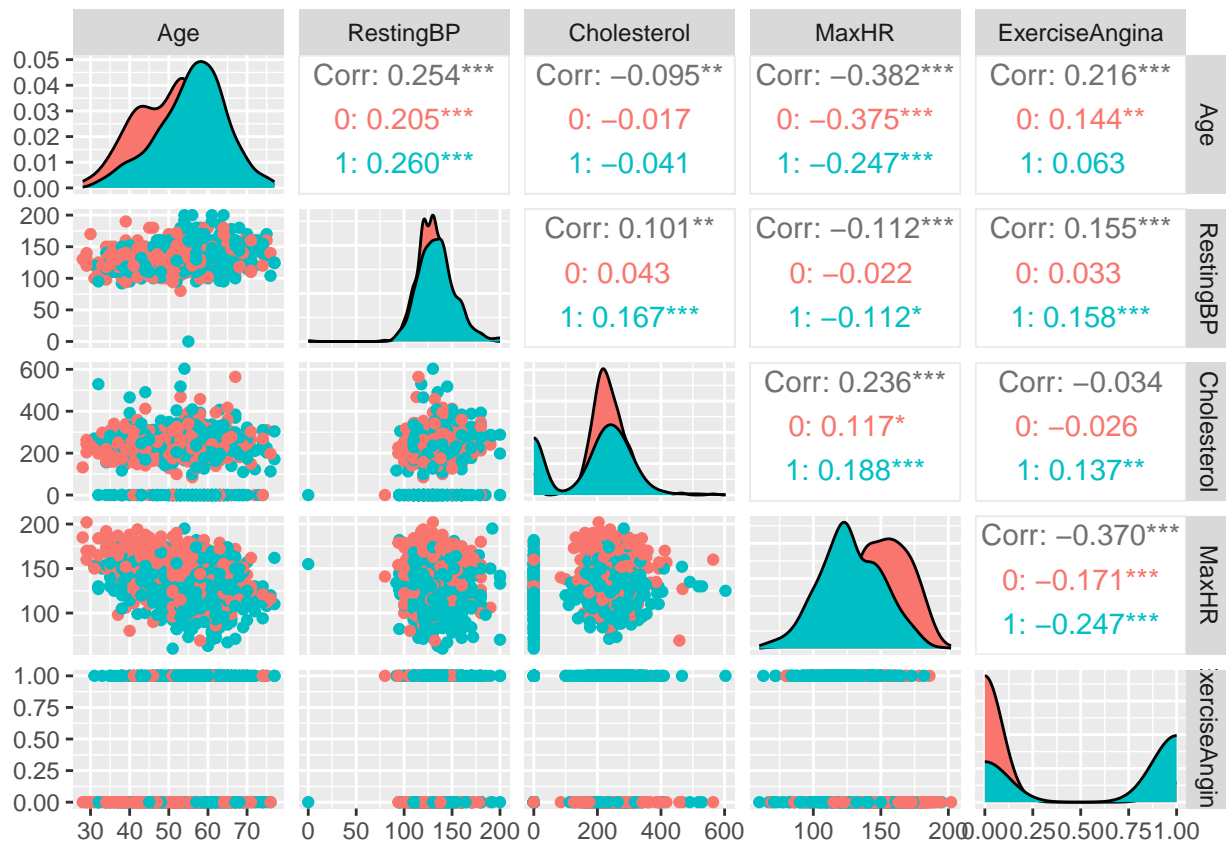 Age RestingBP Cholesterol MaxHR ExerciseAngina
0.05
0.04
0.03
0.02
0.01
0.00
Corr: 0.254***
0: 0.205***
1: 0.260***
Corr: −0.095**
0: −0.017
1: −0.041
Corr: −0.382***
0: −0.375***
1: −0.247***
Corr: 0.216***
0: 0.144**
1: 0.063
Age
200
150
100
50
0
Corr: 0.101**
0: 0.043
1: 0.167***
Corr: −0.112***
0: −0.022
1: −0.112*
Corr: 0.155***
0: 0.033
1: 0.158***
RestingBP
600
400
200
0
Corr: 0.236***
0: 0.117*
1: 0.188***
Corr: −0.034
0: −0.026
1: 0.137**
Cholesterol
200
150
100
Corr: −0.370***
0: −0.171***
1: −0.247***
MaxHR
1.00
0.75
0.50
0.25
0.00
xerciseAngin
30 40 50 60 70
0 50 100 150 200
0 200 400 600
100 150 200
0.00 0.25 0.50 0.75 1.00